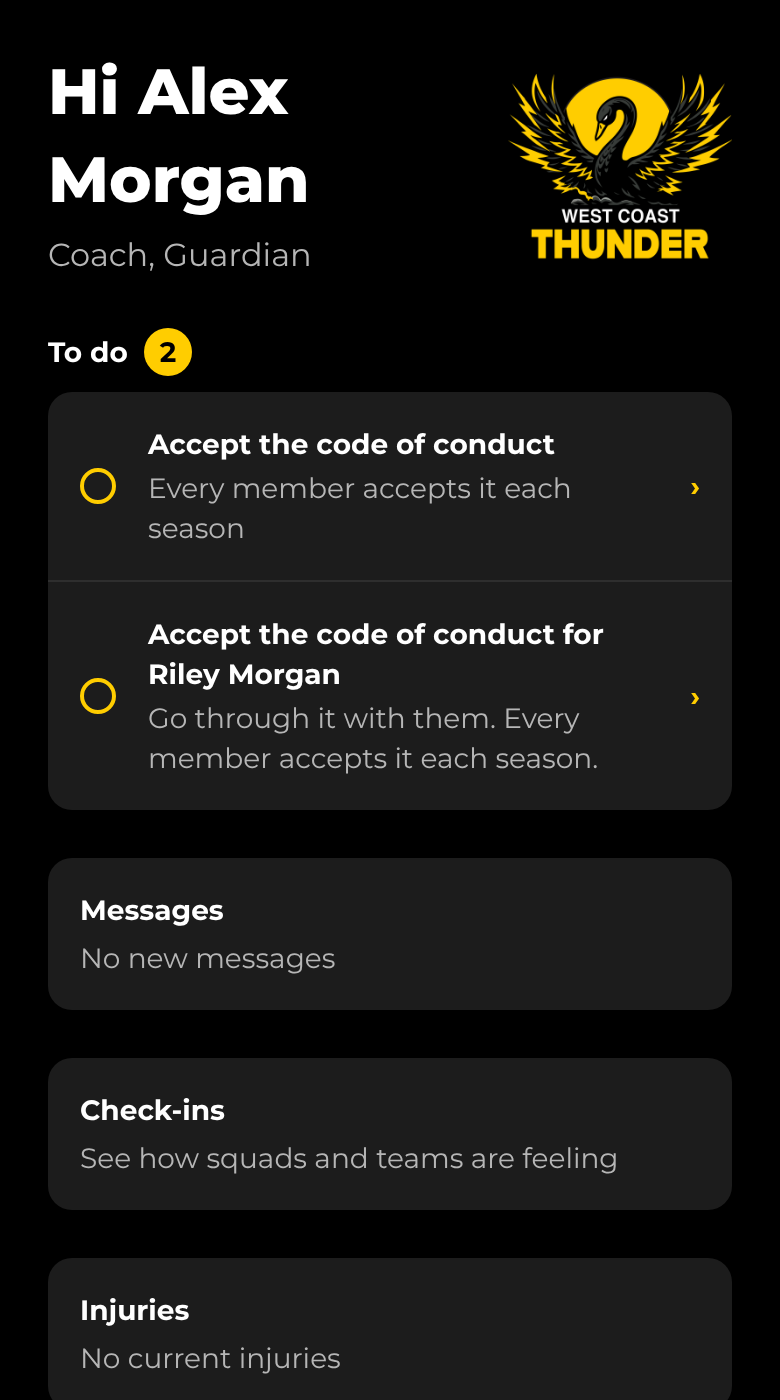 Hi Alex
Morgan
Coach, Guardian
WEST COAST
THUNDER
To do 2
Accept the code of conduct
Every member accepts it each
season
›
Accept the code of conduct for
Riley Morgan
Go through it with them. Every
member accepts it each season.
›
Messages
No new messages
Check-ins
See how squads and teams are feeling
Injuries
No current injuries